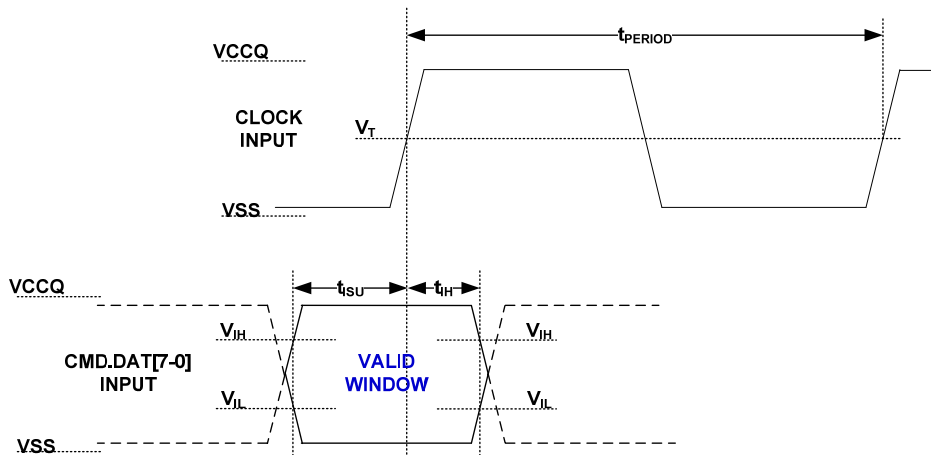 tPERIOD
VCCQ
CLOCK
INPUT
VT
VSS
VCCQ
tISU
tIH
VIH
VIH
CMD.DAT[7-0]
INPUT
VALID
WINDOW
VIL
VIL
VSS